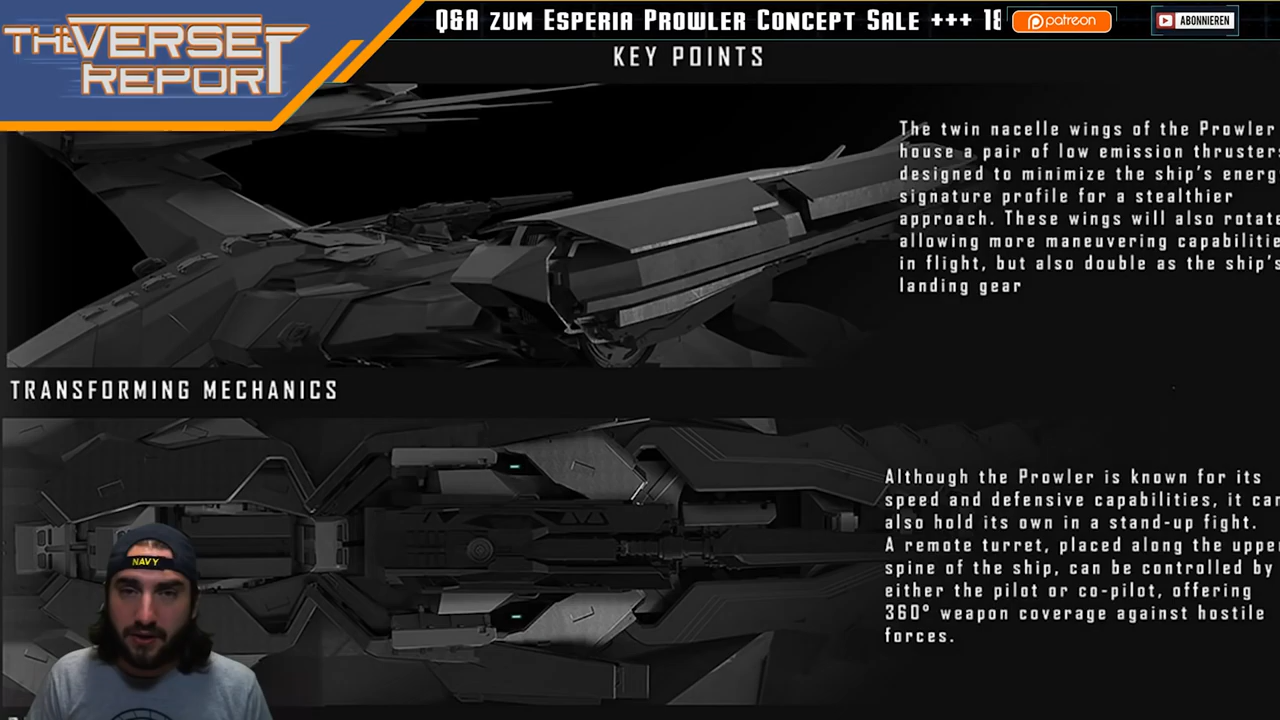 THE VERSE
REPORT
Q&A zum Esperia Prowler Concept Sale +++ 18
patreon
ABONNIEREN
KEY POINTS
The twin nacelle wings of the Prowler
house a pair of low emission thrusters
designed to minimize the ship's energ
signature profile for a stealthier
approach. These wings will also rotate
allowing more maneuvering capabilitie
in flight, but also double as the ship's
landing gear
TRANSFORMING MECHANICS
Although the Prowler is known for its
speed and defensive capabilities, it can
also hold its own in a stand-up fight.
A remote turret, placed along the upper
spine of the ship, can be controlled by
either the pilot or co-pilot, offering
360° weapon coverage against hostile
forces.
NAVY